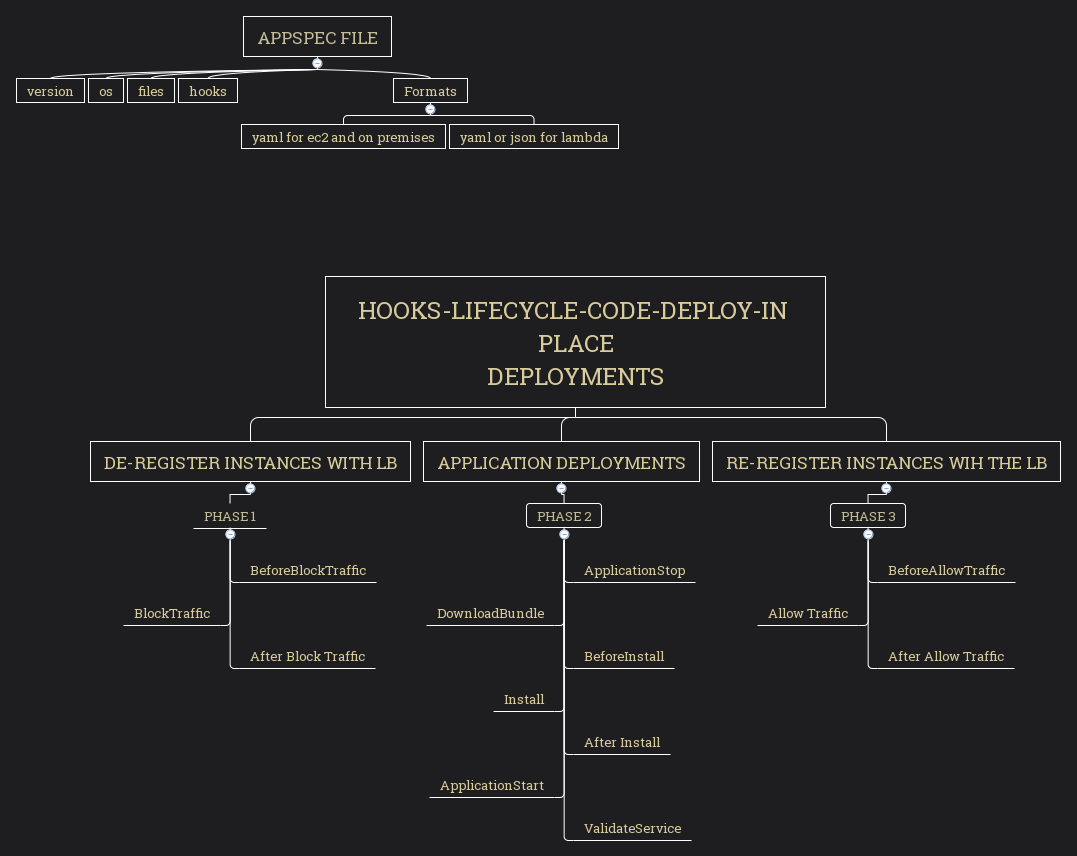 APPSPEC FILE
version
os
files
hooks
Formats
yaml for ec2 and on premises
yaml or json for lambda
HOOKS-LIFECYCLE-CODE-DEPLOY-IN
PLACE
DEPLOYMENTS
DE-REGISTER INSTANCES WITH LB
APPLICATION DEPLOYMENTS
RE-REGISTER INSTANCES WIH THE LB
PHASE 1
BeforeBlockTraffic
BlockTraffic
After Block Traffic
PHASE 2
ApplicationStop
DownloadBundle
BeforeInstall
Install
After Install
ApplicationStart
ValidateService
PHASE 3
BeforeAllowTraffic
Allow Traffic
After Allow Traffic